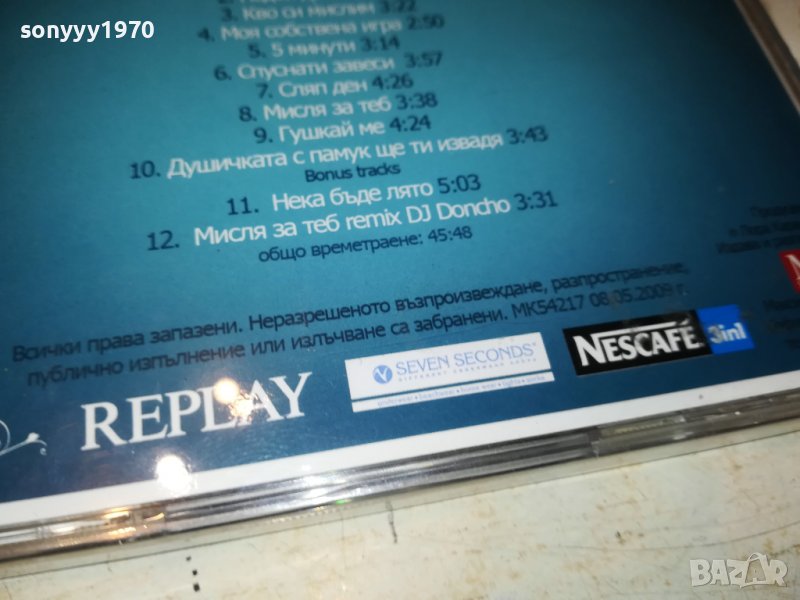 sonyyy1970
3. Кво си мислим 3:22
4. Моя собствена игра 2:50
5. 5 минути 3:14
6. Спуснати завеси 3:57
7. Сляп ден 4:26
8. Мисля за теб 3:38
9. Гушкай ме 4:24
10. Душичката с памук ще ти извадя 3:43
Bonus tracks
11. Нека бъде лято 5:03
12. Мисля за теб remix DJ Doncho 3:31
общо времетраене: 45:48
Всички права запазени. Неразрешеното възпроизвеждане, разпространение,
публично изпълнение или излъчване са забранени. МК54217 08.05.2009 г.
REPLAY
SEVEN SECONDS
NESCAFÉ 3in1
BAZAR